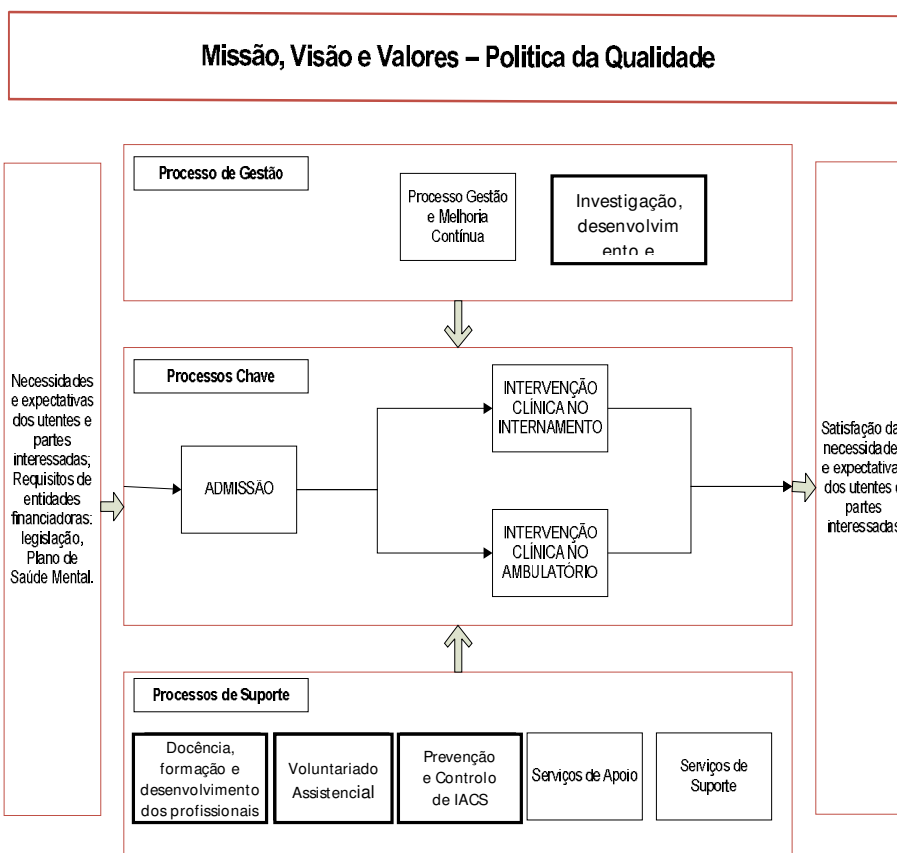 Missão, Visão e Valores – Politica da Qualidade
Processo de Gestão
Processo Gestão
e Melhoria
Contínua
Investigação,
desenvolvim
ento e
Necessidades
e expectativas
dos utentes e
partes
interessadas;
Requisitos de
entidades
financiadoras:
legislação,
Plano de
Saúde Mental.
Processos Chave
ADMISSÃO
INTERVENÇÃO
CLÍNICA NO
INTERNAMENTO
INTERVENÇÃO
CLÍNICA NO
AMBULATÓRIO
Satisfação da
necessidade
e expectativa
dos utentes e
partes
interessadas
Processos de Suporte
Docência,
formação e
desenvolvimento
dos profissionais
Voluntariado
Assistencial
Prevenção
e Controlo
de IACS
Serviços de Apoio
Serviços de
Suporte